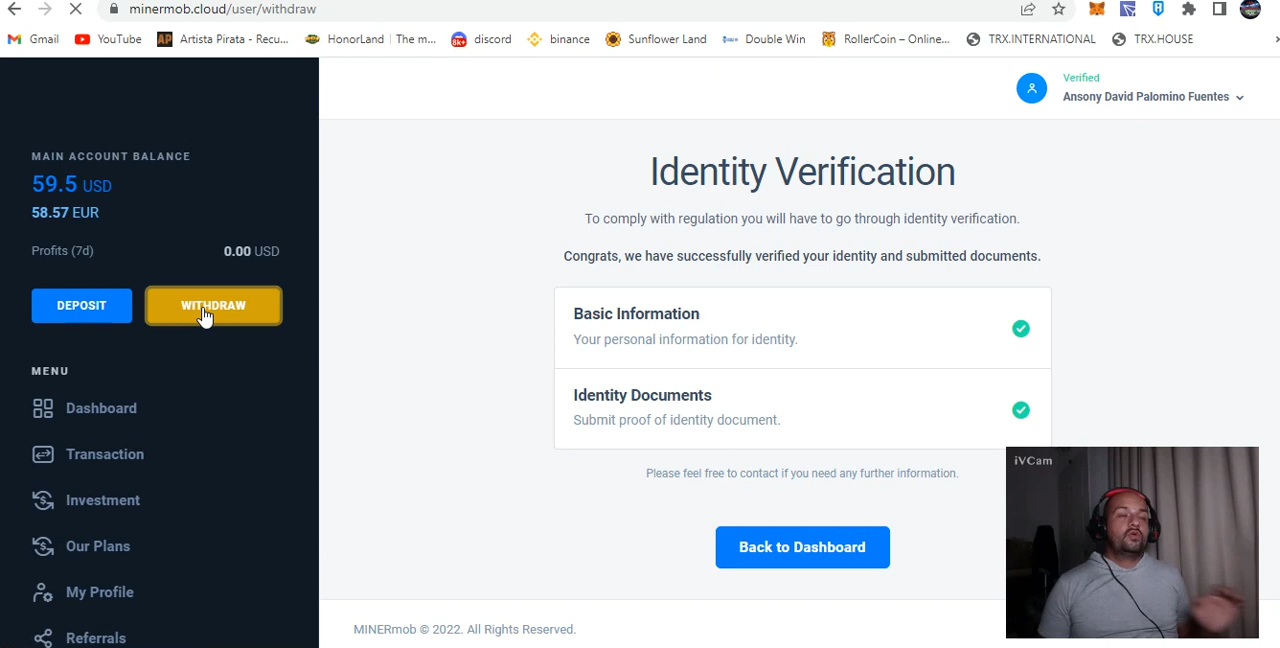 minermob.cloud/user/withdraw
Gmail
YouTube
AP
Artista Pirata - Recu...
HonorLand | The m...
8k+
discord
binance
Sunflower Land
Double Win
RollerCoin – Online...
TRX.INTERNATIONAL
TRX.HOUSE
Verified
Ansony David Palomino Fuentes
MAIN ACCOUNT BALANCE
59.5 USD
58.57 EUR
Profits (7d) 0.00 USD
DEPOSIT
WITHDRAW
MENU
Dashboard
Transaction
Investment
Our Plans
My Profile
Referrals
Identity Verification
To comply with regulation you will have to go through identity verification.
Congrats, we have successfully verified your identity and submitted documents.
Basic Information
Your personal information for identity.
Identity Documents
Submit proof of identity document.
Please feel free to contact if you need any further information.
Back to Dashboard
MINERmob © 2022. All Rights Reserved.
iVCam